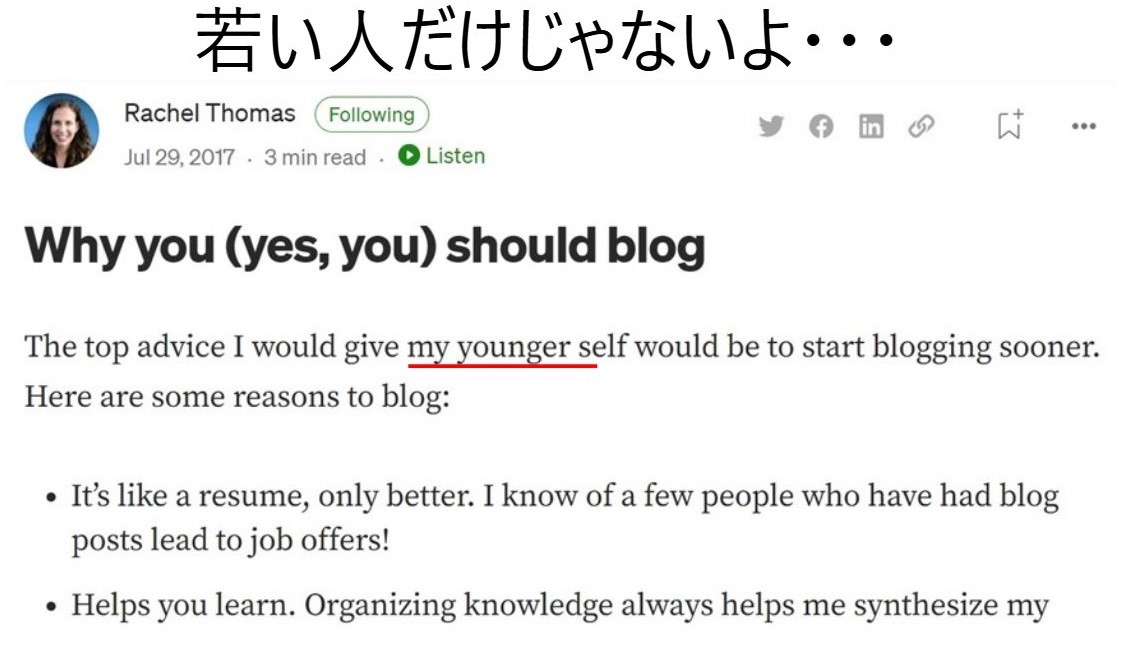 若い人だけじゃないよ・・・
Rachel Thomas Following
Jul 29, 2017 · 3 min read · Listen
Why you (yes, you) should blog
The top advice I would give my younger self would be to start blogging sooner.
Here are some reasons to blog:
• It’s like a resume, only better. I know of a few people who have had blog
posts lead to job offers!
• Helps you learn. Organizing knowledge always helps me synthesize my